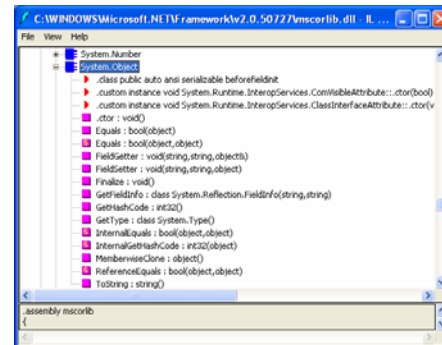 C:\WINDOWS\Microsoft.NET\Framework\v2.0.50727\mscorlib.dll - IL ...
File View Help
System.Number
System.Object
.class public auto ansi serializable beforefieldinit
.custom instance void System.Runtime.InteropServices.ComVisibleAttribute::.ctor(bool)
.custom instance void System.Runtime.InteropServices.ClassInterfaceAttribute::.ctor(v
.ctor : void()
Equals : bool(object)
Equals : bool(object,object)
FieldGetter : void(string,string,object&)
FieldSetter : void(string,string,object)
Finalize : void()
GetFieldInfo : class System.Reflection.FieldInfo(string,string)
GetHashCode : int32()
GetType : class System.Type()
InternalEquals : bool(object,object)
InternalGetHashCode : int32(object)
MemberwiseClone : object()
ReferenceEquals : bool(object,object)
ToString : string()
.assembly mscorlib
{